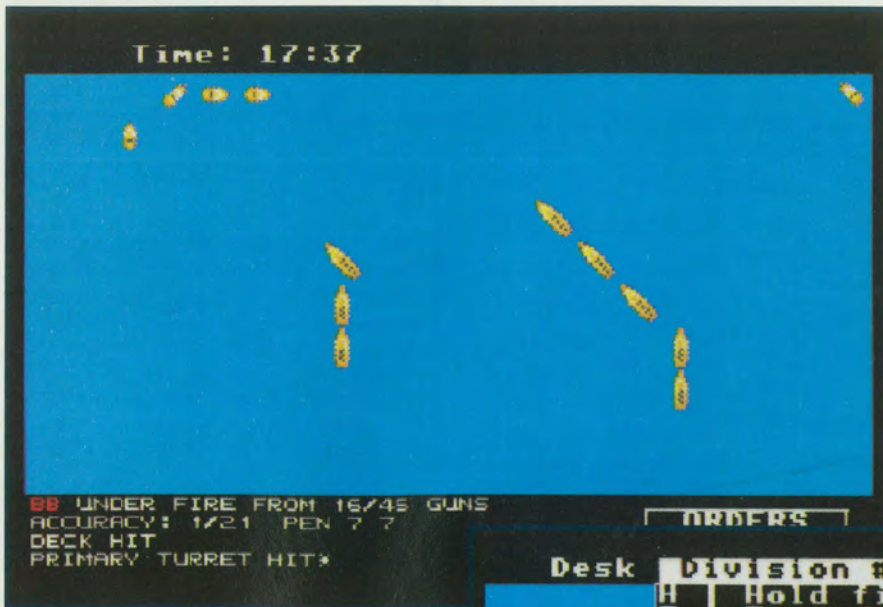 Time: 17:37
BB UNDER FIRE FROM 16/45 GUNS
ACCURACY: 1/21 PEN 7 7
DECK HIT
PRIMARY TURRET HIT*
ORDERS
Desk Division #
H Hold fi